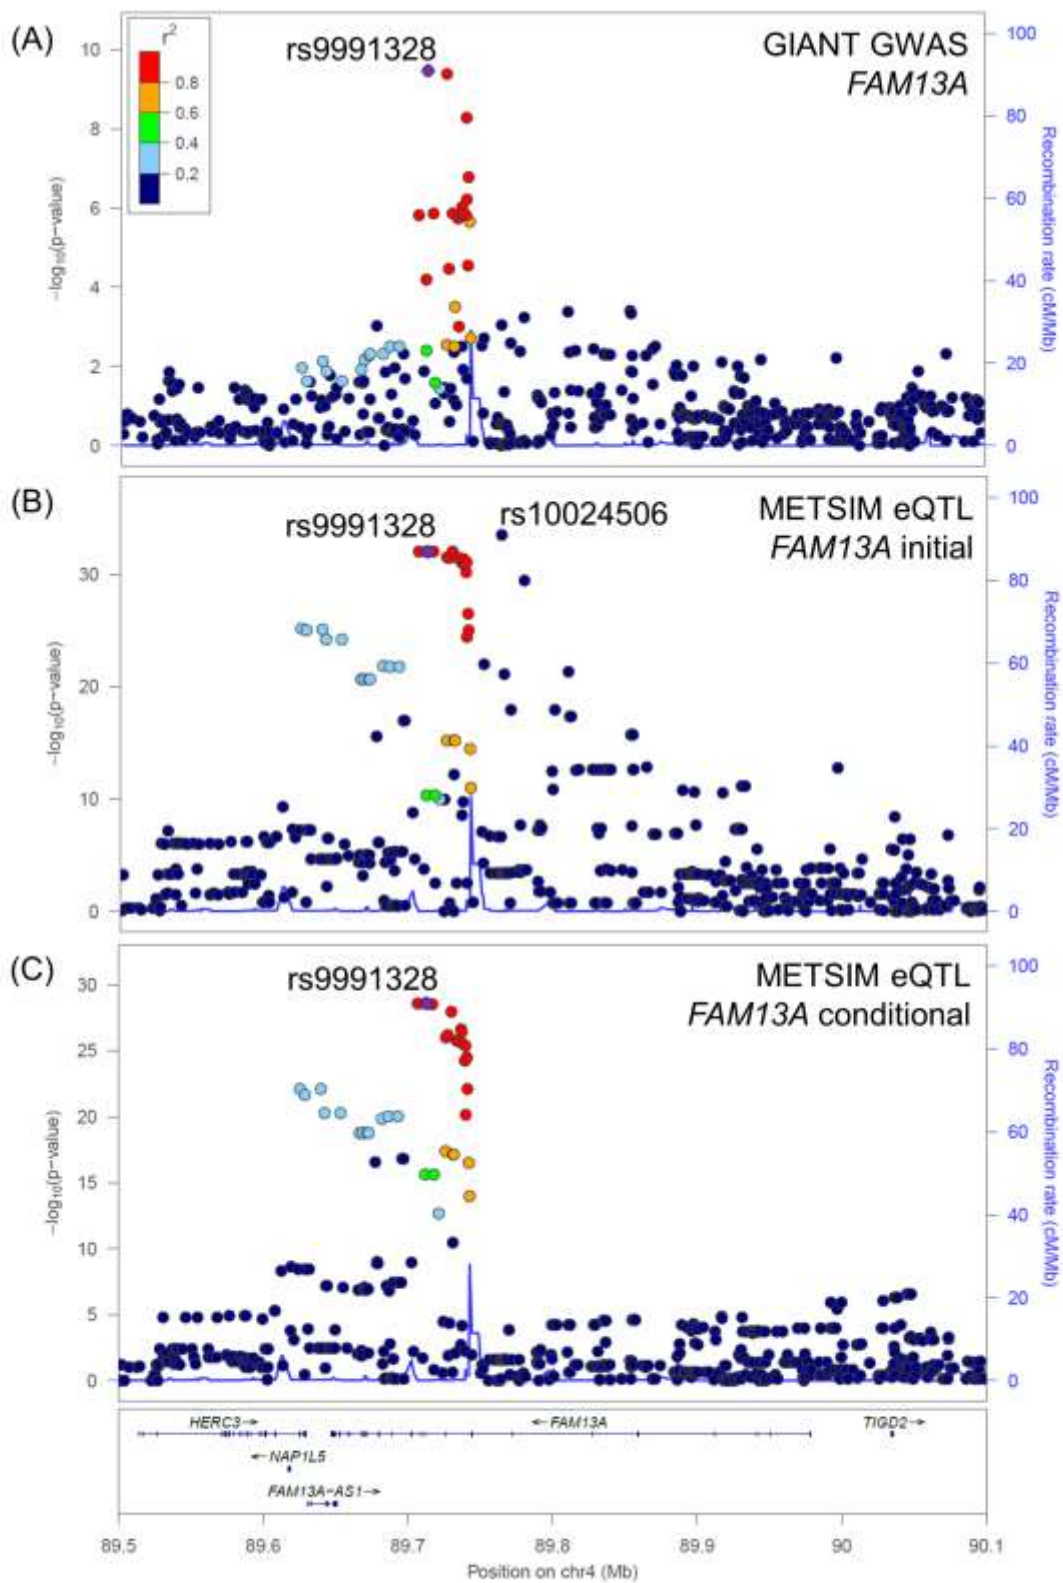 (A)
rs9991328
GIANT GWAS
FAM13A
r²
0.8
0.6
0.4
0.2
10
8
6
4
2
0
−log₁₀(p−value)
100
80
60
40
20
0
Recombination rate (cM/Mb)
(B)
rs9991328
rs10024506
METSIM eQTL
FAM13A initial
30
20
10
0
−log₁₀(p−value)
100
80
60
40
20
0
Recombination rate (cM/Mb)
(C)
rs9991328
METSIM eQTL
FAM13A conditional
30
25
20
15
10
5
0
−log₁₀(p−value)
100
80
60
40
20
0
Recombination rate (cM/Mb)
HERC3→
←FAM13A
TIGD2→
←NAP1L5
FAM13A−AS1→
89.5 89.6 89.7 89.8 89.9 90 90.1
Position on chr4 (Mb)